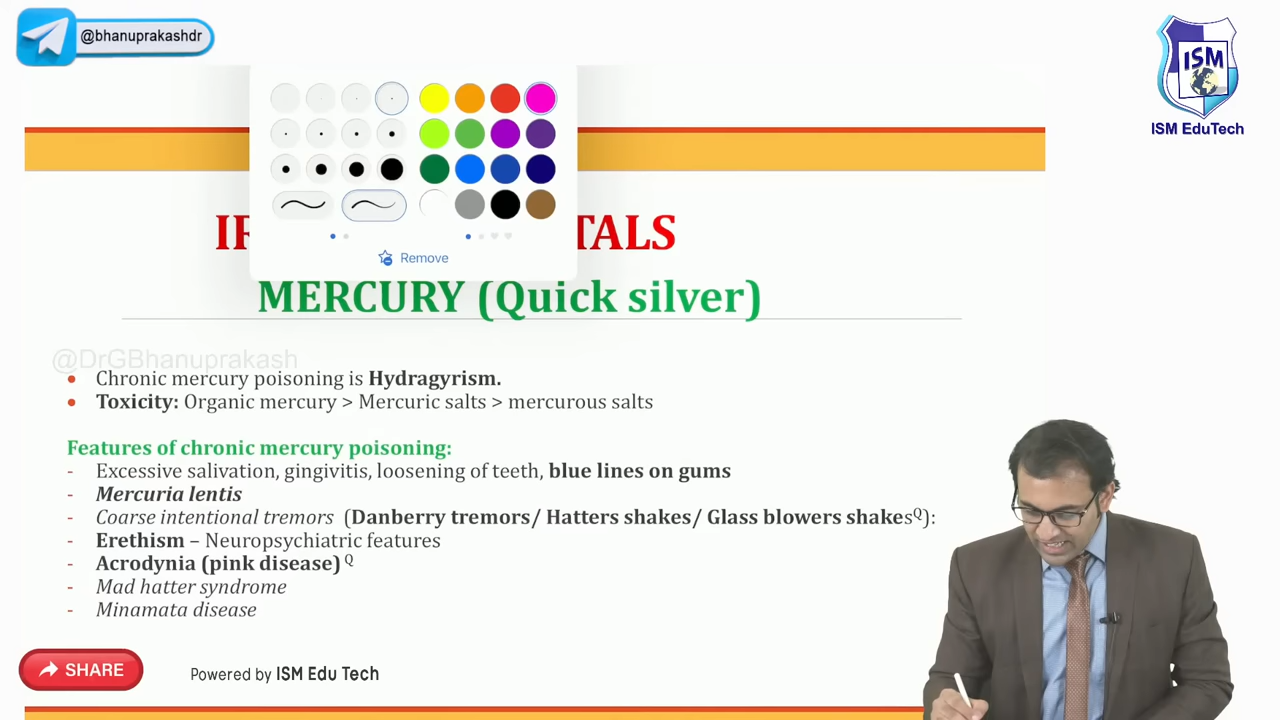 @bhanuprakashdr
ISM
ISM EduTech
Remove
TALS
MERCURY (Quick silver)
@DrGBhanuprakash
• Chronic mercury poisoning is Hydragyrism.
• Toxicity: Organic mercury > Mercuric salts > mercurous salts
Features of chronic mercury poisoning:
- Excessive salivation, gingivitis, loosening of teeth, blue lines on gums
- Mercuria lentis
- Coarse intentional tremors (Danberry tremors/ Hatters shakes/ Glass blowers shakesQ):
- Erethism – Neuropsychiatric features
- Acrodynia (pink disease) Q
- Mad hatter syndrome
- Minamata disease
SHARE
Powered by ISM Edu Tech